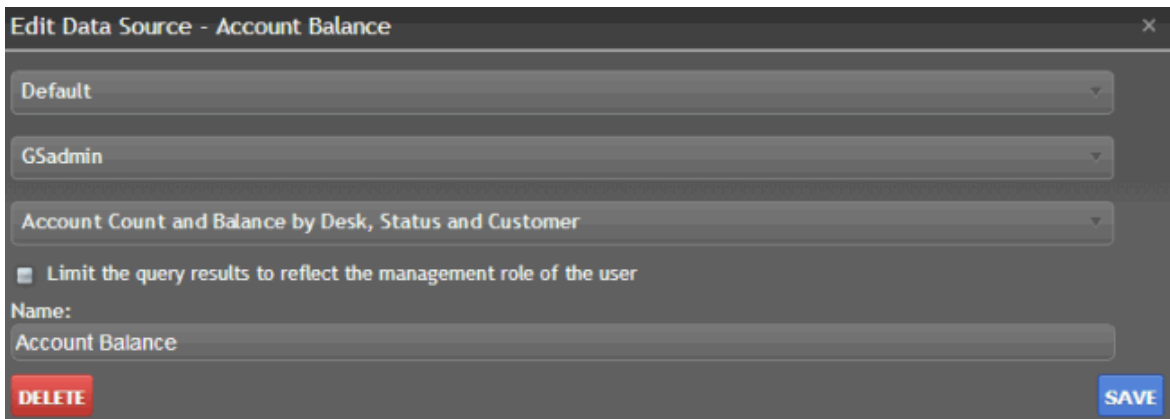 Edit Data Source - Account Balance
Default
GSadmin
Account Count and Balance by Desk, Status and Customer
Limit the query results to reflect the management role of the user
Name:
Account Balance
DELETE
SAVE